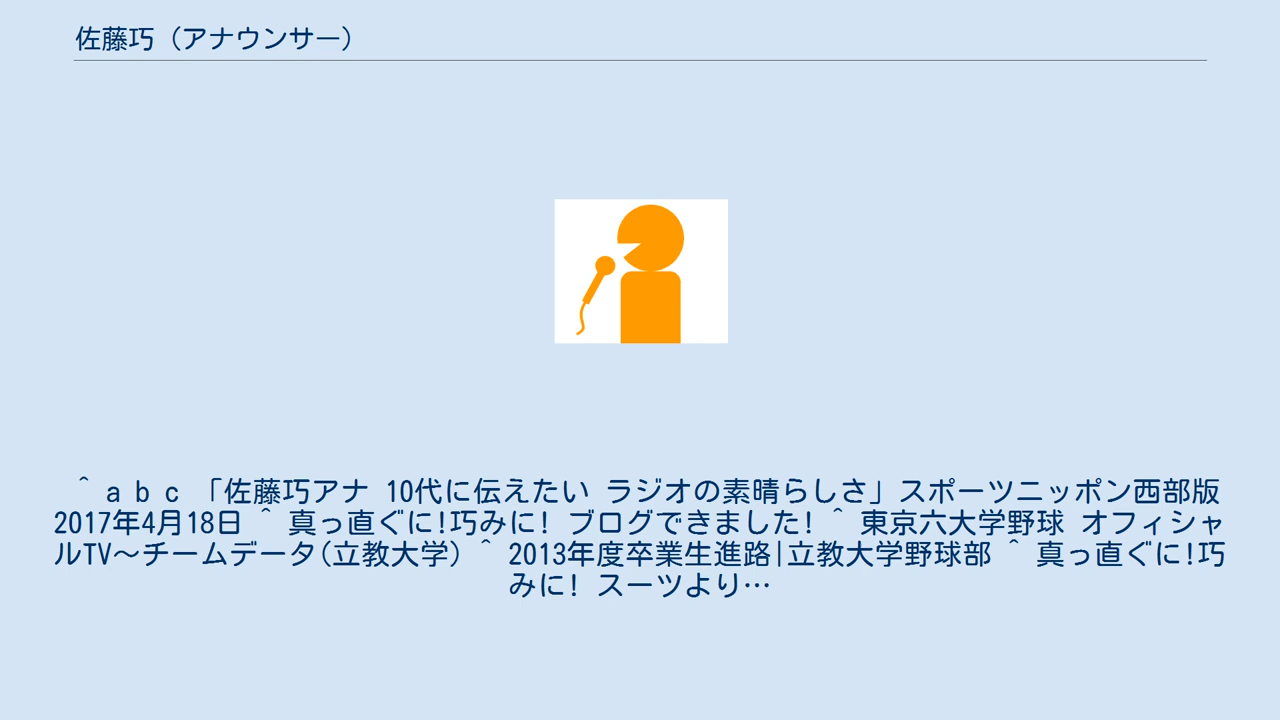 佐藤巧（アナウンサー）
^ a b c 「佐藤巧アナ 10代に伝えたい ラジオの素晴らしさ」スポーツニッポン西部版
2017年4月18日 ^ 真っ直ぐに!巧みに! ブログできました! ^ 東京六大学野球 オフィシャ
ルTV〜チームデータ(立教大学) ^ 2013年度卒業生進路|立教大学野球部 ^ 真っ直ぐに!巧
みに! スーツより…